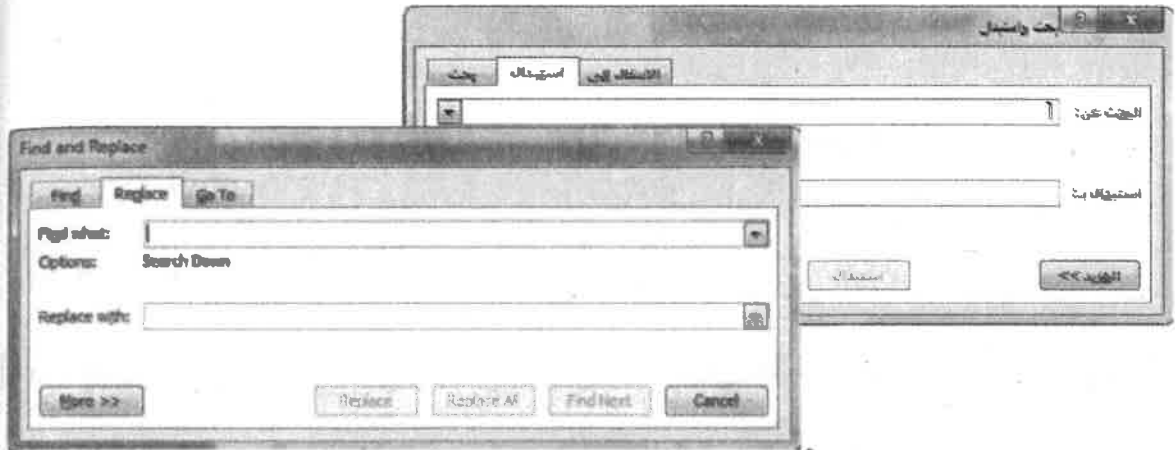 بحث واستبدال
بحث
استبدال
الانتقال إلى
البحث عن:
استبدال بـ:
استبدال
المزيد >>
Find and Replace
Find
Replace
Go To
Find what:
Options:
Search Down
Replace with:
More >>
Replace
Replace All
Find Next
Cancel